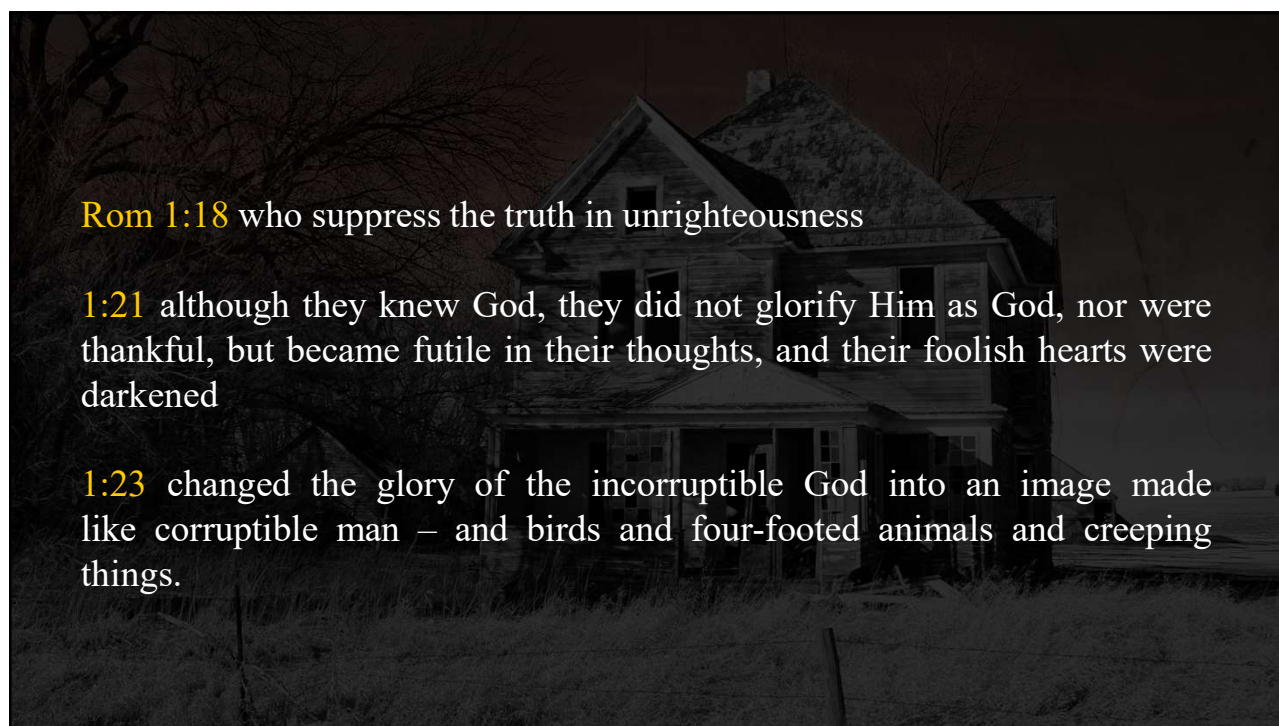 Rom 1:18 who suppress the truth in unrighteousness
1:21 although they knew God, they did not glorify Him as God, nor were
thankful, but became futile in their thoughts, and their foolish hearts were
darkened
1:23 changed the glory of the incorruptible God into an image made
like corruptible man – and birds and four-footed animals and creeping
things.